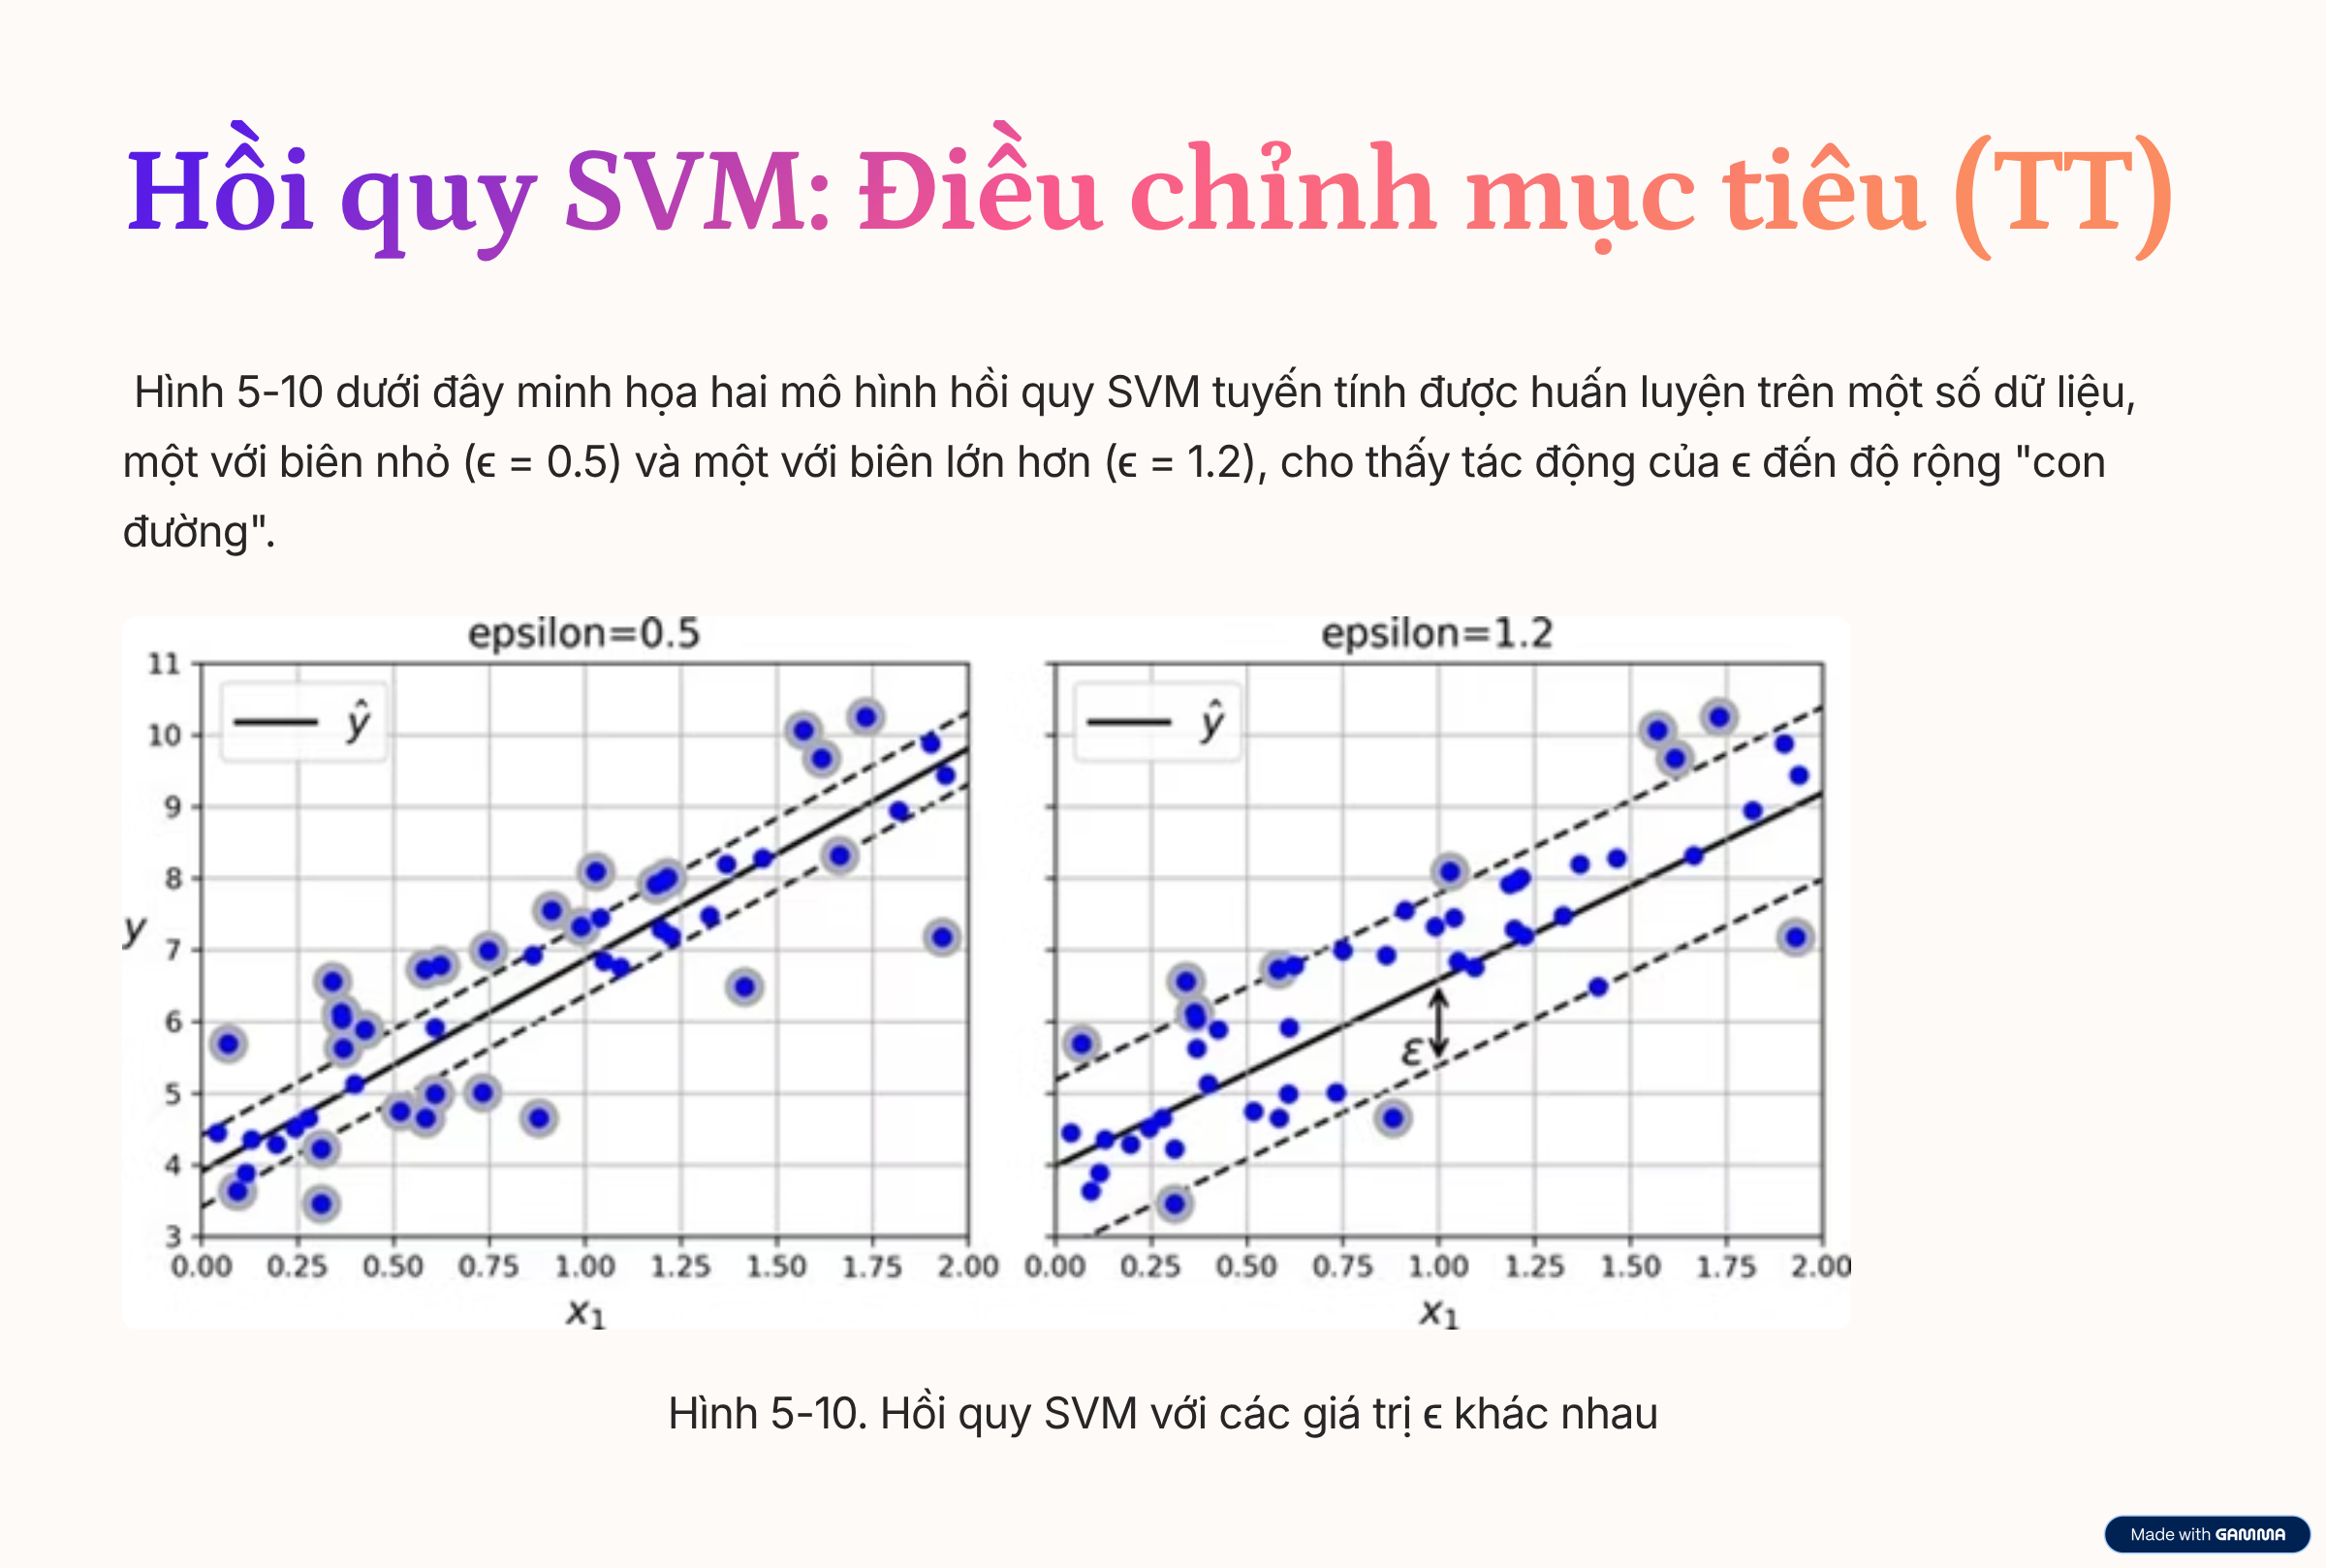 Hồi quy SVM: Điều chỉnh mục tiêu (TT)
Hình 5-10 dưới đây minh họa hai mô hình hồi quy SVM tuyến tính được huấn luyện trên một số dữ liệu,
một với biên nhỏ (ϵ = 0.5) và một với biên lớn hơn (ϵ = 1.2), cho thấy tác động của ϵ đến độ rộng "con
đường".
epsilon=0.5
ŷ
11
10
9
8
7
6
5
4
3
y
0.00 0.25 0.50 0.75 1.00 1.25 1.50 1.75 2.00
x₁
epsilon=1.2
ŷ
ε
0.00 0.25 0.50 0.75 1.00 1.25 1.50 1.75 2.00
x₁
Hình 5-10. Hồi quy SVM với các giá trị ϵ khác nhau
Made with GAMMA